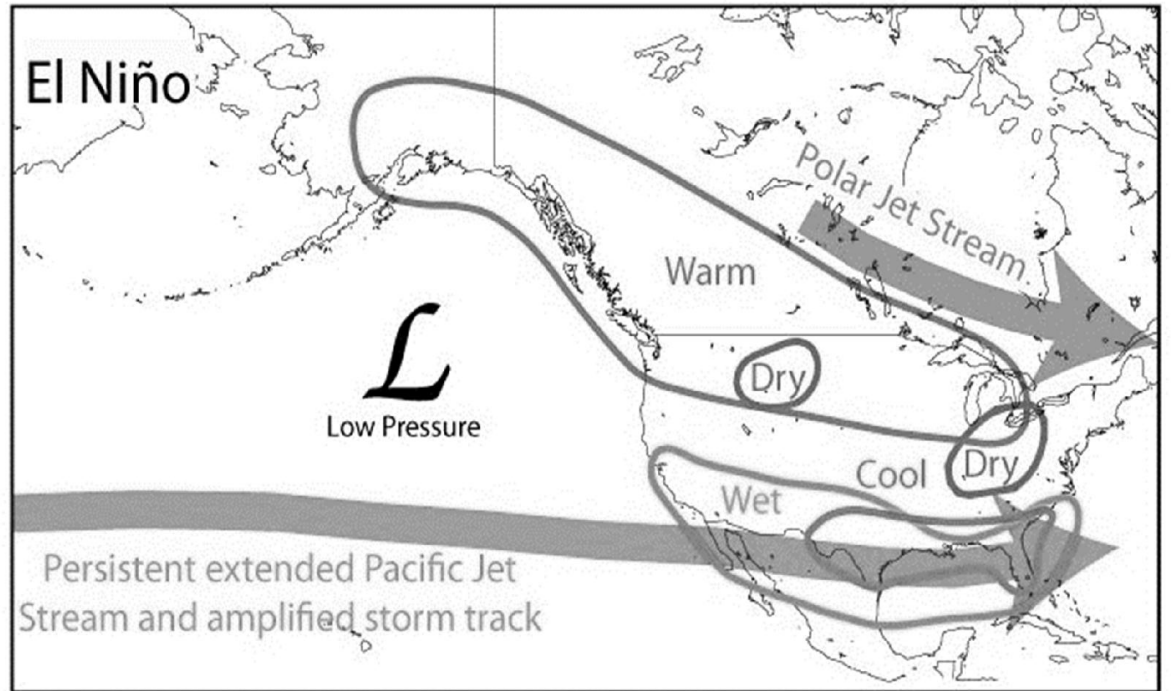 El Niño
Polar Jet Stream
Warm
L
Low Pressure
Dry
Cool
Dry
Wet
Persistent extended Pacific Jet
Stream and amplified storm track